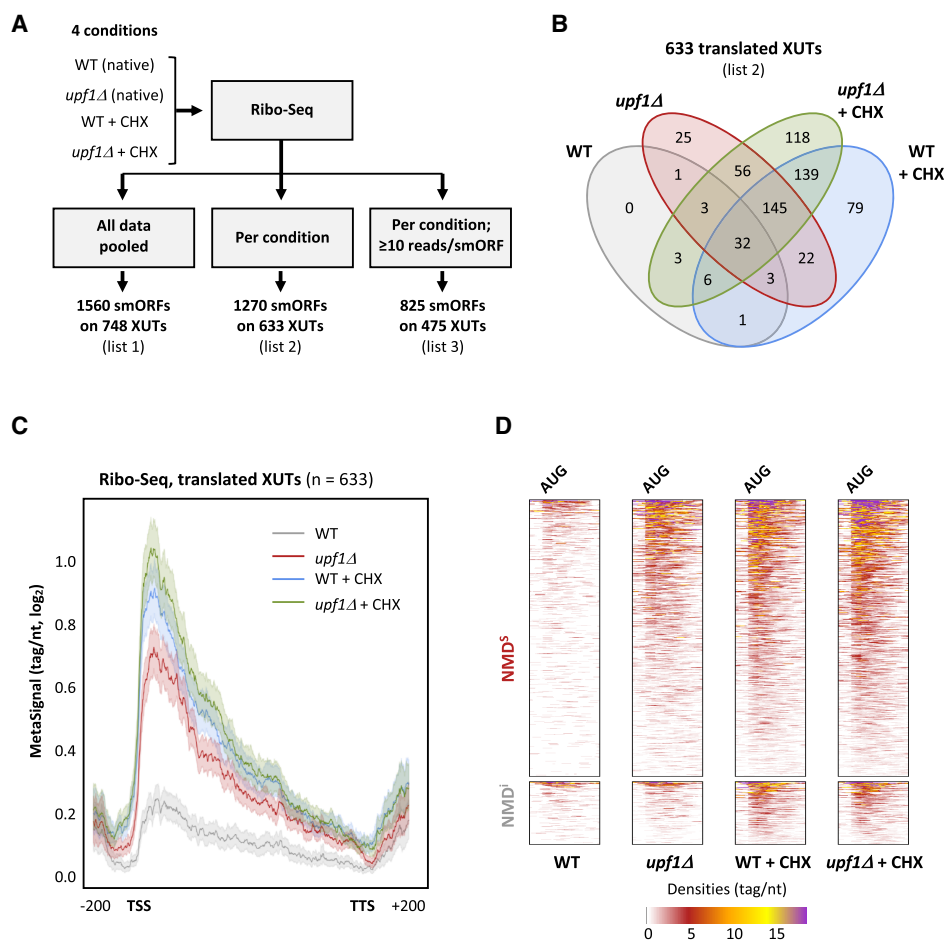 A
4 conditions
WT (native)
upf1Δ (native)
WT + CHX
upf1Δ + CHX
Ribo-Seq
All data
pooled
Per condition
Per condition;
≥10 reads/smORF
1560 smORFs
on 748 XUTs
(list 1)
1270 smORFs
on 633 XUTs
(list 2)
825 smORFs
on 475 XUTs
(list 3)
B
633 translated XUTs
(list 2)
WT
upf1Δ
upf1Δ
+ CHX
WT
+ CHX
25
118
1
56
139
0
3
145
79
32
3
22
6
3
1
C
Ribo-Seq, translated XUTs (n = 633)
MetaSignal (tag/nt, log2)
WT
upf1Δ
WT + CHX
upf1Δ + CHX
1.0
0.8
0.6
0.4
0.2
0.0
-200 TSS TTS +200
D
AUG AUG AUG AUG
NMDS
NMDi
WT upf1Δ WT + CHX upf1Δ + CHX
Densities (tag/nt)
0 5 10 15